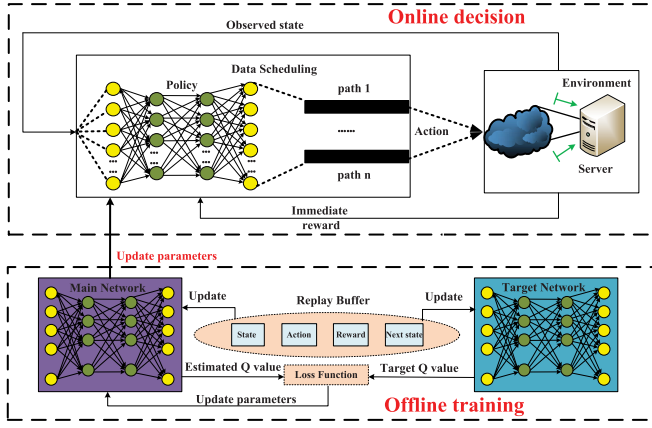 Online decision
Observed state
Data Scheduling
Policy
path 1
......
path n
Action
Environment
Server
Immediate
reward
Update parameters
Main Network
Update
Replay Buffer
State
Action
Reward
Next state
Update
Target Network
Estimated Q value
Loss Function
Target Q value
Update parameters
Offline training